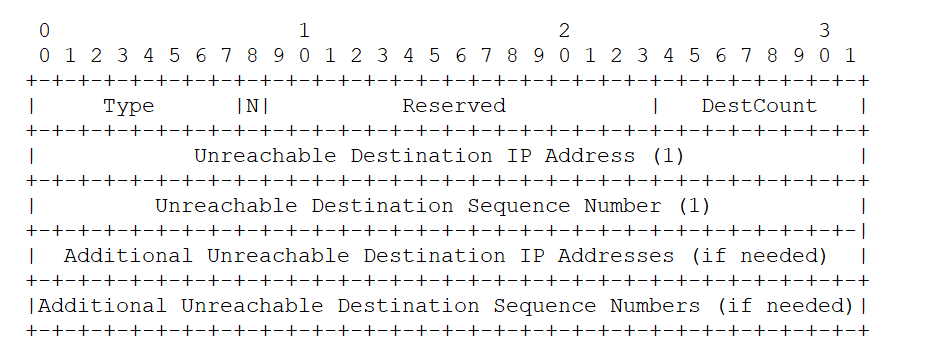 0                   1                   2                   3
 0 1 2 3 4 5 6 7 8 9 0 1 2 3 4 5 6 7 8 9 0 1 2 3 4 5 6 7 8 9 0 1
+-+-+-+-+-+-+-+-+-+-+-+-+-+-+-+-+-+-+-+-+-+-+-+-+-+-+-+-+-+-+-+-+
|     Type      |N|          Reserved           |   DestCount   |
+-+-+-+-+-+-+-+-+-+-+-+-+-+-+-+-+-+-+-+-+-+-+-+-+-+-+-+-+-+-+-+-+
|            Unreachable Destination IP Address (1)             |
+-+-+-+-+-+-+-+-+-+-+-+-+-+-+-+-+-+-+-+-+-+-+-+-+-+-+-+-+-+-+-+-+
|         Unreachable Destination Sequence Number (1)           |
+-+-+-+-+-+-+-+-+-+-+-+-+-+-+-+-+-+-+-+-+-+-+-+-+-+-+-+-+-+-+-+-|
|  Additional Unreachable Destination IP Addresses (if needed)  |
+-+-+-+-+-+-+-+-+-+-+-+-+-+-+-+-+-+-+-+-+-+-+-+-+-+-+-+-+-+-+-+-+
|Additional Unreachable Destination Sequence Numbers (if needed)|
+-+-+-+-+-+-+-+-+-+-+-+-+-+-+-+-+-+-+-+-+-+-+-+-+-+-+-+-+-+-+-+-+